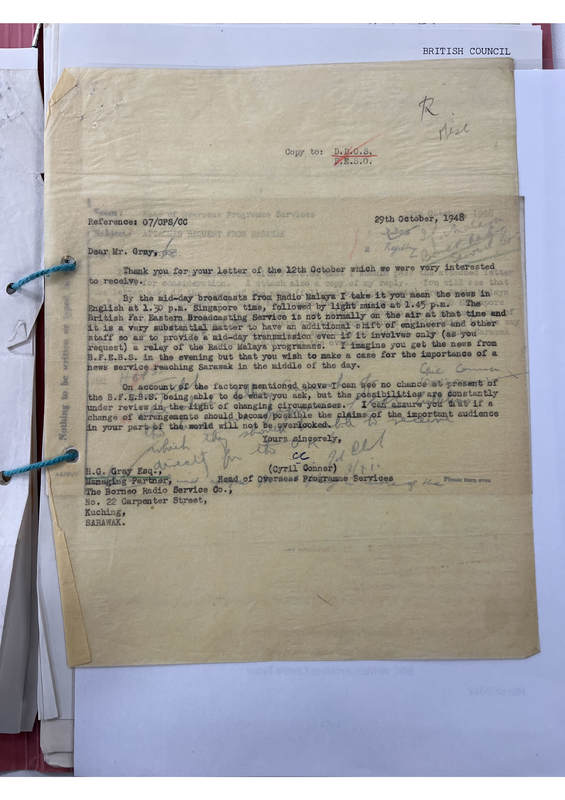 BRITISH COUNCIL
R
Copy to: D.D.O.S.
D.E.S.O.
Reference: 07/OPS/CC 29th October, 1948
Dear Mr. Gray,
Thank you for your letter of the 12th October which we were very interested
to receive.
By the mid-day broadcasts from Radio Malaya I take it you mean the news in
English at 1.30 p.m. Singapore time, followed by light music at 1.45 p.m. The
British Far Eastern Broadcasting Service is not normally on the air at that time and
it is a very substantial matter to have an additional shift of engineers and other
staff so as to provide a mid-day transmission even if it involves only (as you
request) a relay of the Radio Malaya programmes. I imagine you get the news from
B.F.E.B.S. in the evening but that you wish to make a case for the importance of a
news service reaching Sarawak in the middle of the day.
On account of the factors mentioned above I can see no chance at present of
the B.F.E.B.S. being able to do what you ask, but the possibilities are constantly
under review in the light of changing circumstances. I can assure you that if a
change of arrangements should become possible the claims of the important audience
in your part of the world will not be overlooked.
Yours sincerely,
CC
H.G. Gray Esq., (Cyril Conner)
Managing Partner, Head of Overseas Programme Services
The Borneo Radio Service Co.,
No. 22 Carpenter Street,
Kuching,
SARAWAK.
Nothing to be written or
Please turn over